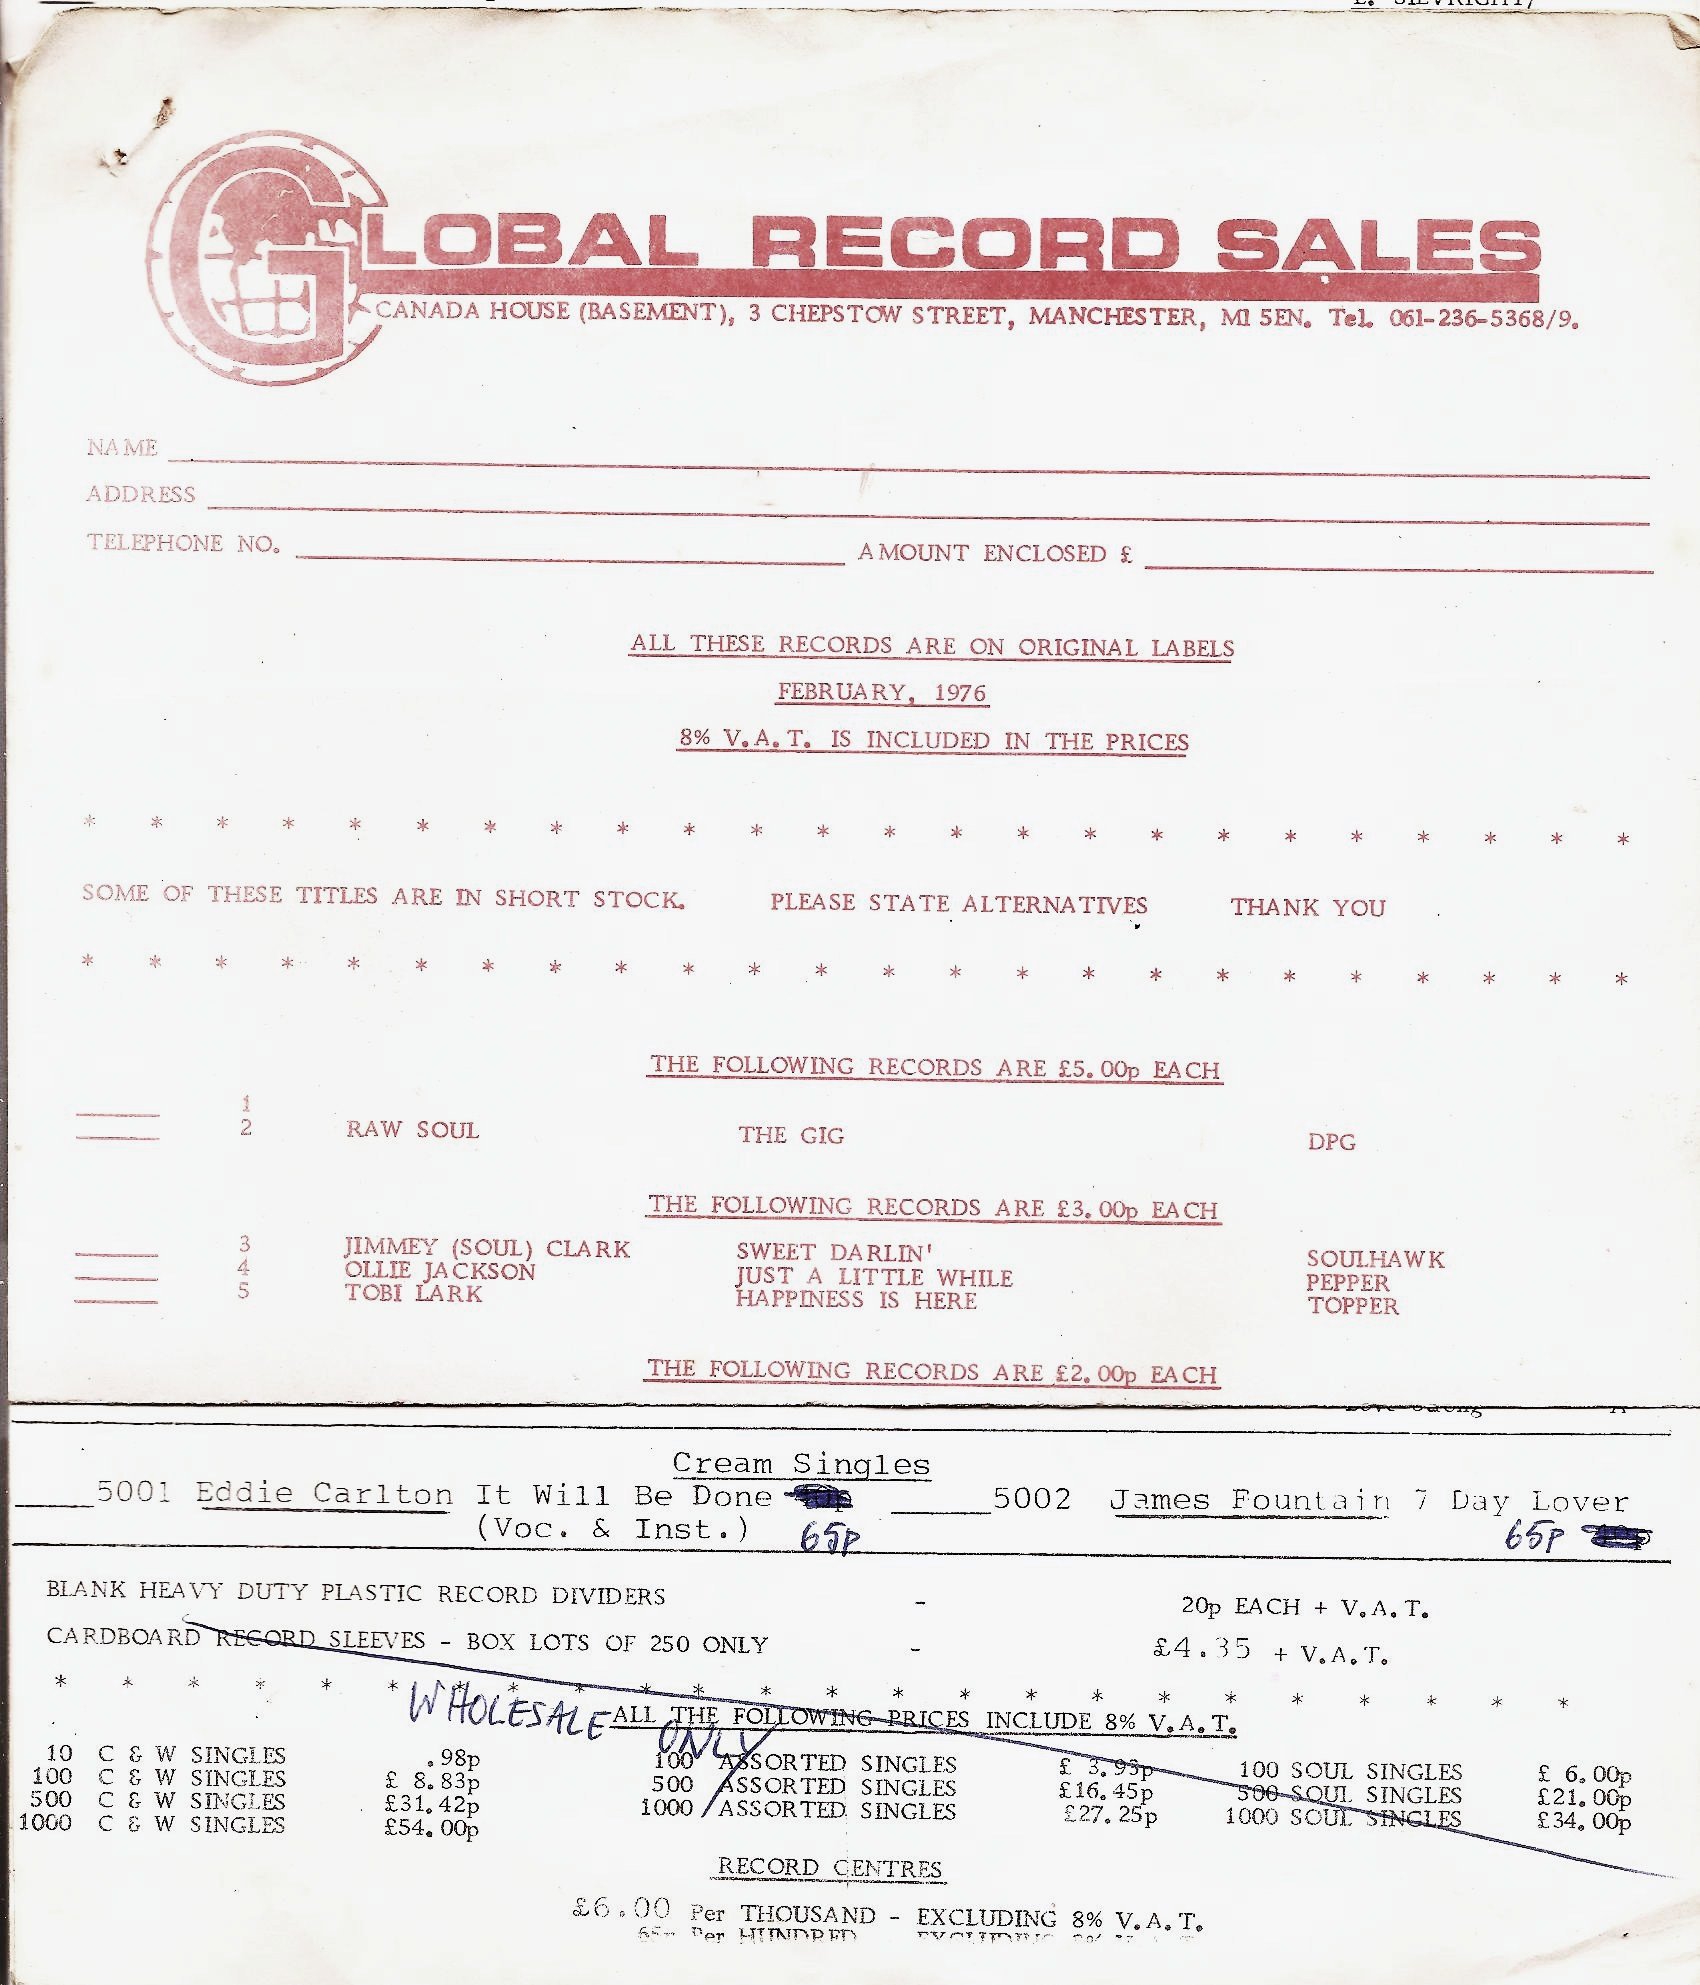 GLOBAL RECORD SALES
CANADA HOUSE (BASEMENT), 3 CHEPSTOW STREET, MANCHESTER, M1 5EN. Tel. 061-236-5368/9.
NAME
ADDRESS
TELEPHONE NO. AMOUNT ENCLOSED £
ALL THESE RECORDS ARE ON ORIGINAL LABELS
FEBRUARY, 1976
8% V.A.T. IS INCLUDED IN THE PRICES
* * * * * * * * * * * * * * * * * * * * * * * *
SOME OF THESE TITLES ARE IN SHORT STOCK. PLEASE STATE ALTERNATIVES THANK YOU
* * * * * * * * * * * * * * * * * * * * * * * *
THE FOLLOWING RECORDS ARE £5.00p EACH
1
2 RAW SOUL THE GIG DPG
THE FOLLOWING RECORDS ARE £3.00p EACH
3 JIMMEY (SOUL) CLARK SWEET DARLIN' SOULHAWK
4 OLLIE JACKSON JUST A LITTLE WHILE PEPPER
5 TOBI LARK HAPPINESS IS HERE TOPPER
THE FOLLOWING RECORDS ARE £2.00p EACH
Cream Singles
5001 Eddie Carlton It Will Be Done 5002 James Fountain 7 Day Lover
(Voc. & Inst.) 65p 65p
BLANK HEAVY DUTY PLASTIC RECORD DIVIDERS - 20p EACH + V.A.T.
CARDBOARD RECORD SLEEVES - BOX LOTS OF 250 ONLY - £4.35 + V.A.T.
* * * * * * * * * * * * * * * * * * * * * * * *
WHOLESALE ONLY
ALL THE FOLLOWING PRICES INCLUDE 8% V.A.T.
10 C & W SINGLES .98p 100 ASSORTED SINGLES £ 3.93p 100 SOUL SINGLES £ 6.00p
100 C & W SINGLES £ 8.83p 500 ASSORTED SINGLES £16.45p 500 SOUL SINGLES £21.00p
500 C & W SINGLES £31.42p 1000 ASSORTED SINGLES £27.25p 1000 SOUL SINGLES £34.00p
1000 C & W SINGLES £54.00p
RECORD CENTRES
£6.00 Per THOUSAND - EXCLUDING 8% V.A.T.
Per HUNDRED